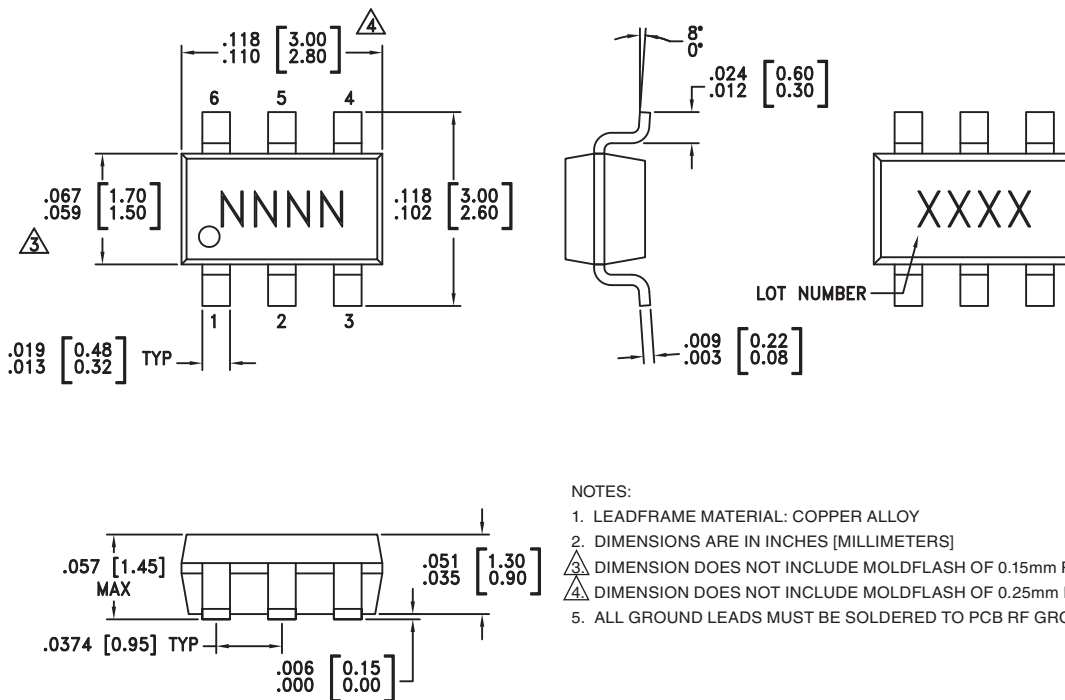 4
.118 [3.00]
.110 [2.80]
6 5 4
.067 [1.70]
.059 [1.50]
3
NNNN
.118 [3.00]
.102 [2.60]
1 2 3
.019 [0.48] TYP
.013 [0.32]
8°
0°
.024 [0.60]
.012 [0.30]
.009 [0.22]
.003 [0.08]
XXXX
LOT NUMBER
.057 [1.45]
MAX
.051 [1.30]
.035 [0.90]
.0374 [0.95] TYP
.006 [0.15]
.000 [0.00]
NOTES:
1. LEADFRAME MATERIAL: COPPER ALLOY
2. DIMENSIONS ARE IN INCHES [MILLIMETERS]
3. DIMENSION DOES NOT INCLUDE MOLDFLASH OF 0.15mm
4. DIMENSION DOES NOT INCLUDE MOLDFLASH OF 0.25mm
5. ALL GROUND LEADS MUST BE SOLDERED TO PCB RF